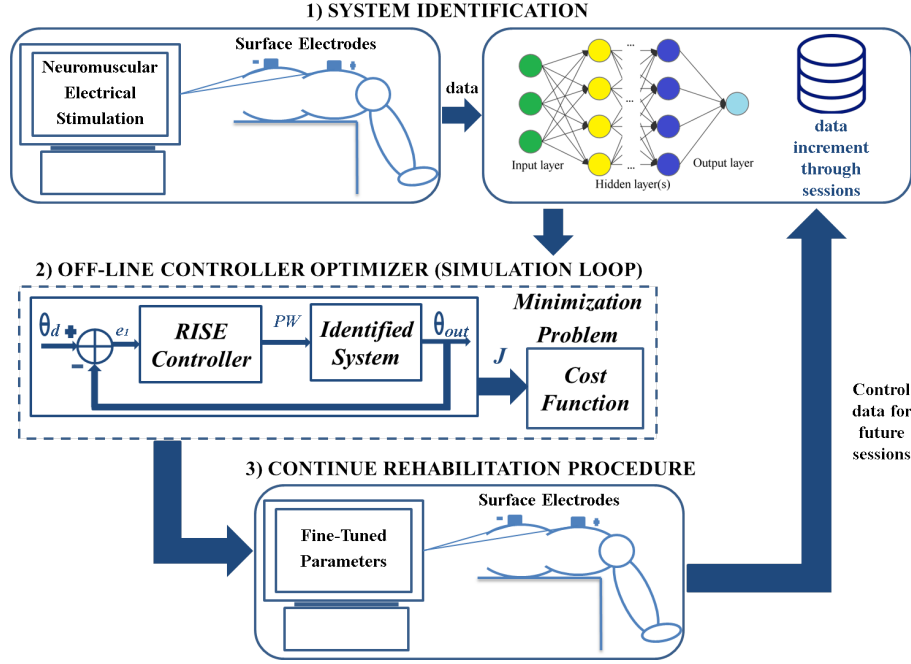 1) SYSTEM IDENTIFICATION
Neuromuscular
Electrical
Stimulation
Surface Electrodes
-
+
data
...
...
...
Input layer
Hidden layer(s)
Output layer
data
increment
through
sessions
2) OFF-LINE CONTROLLER OPTIMIZER (SIMULATION LOOP)
θd
+
-
e1
RISE
Controller
PW
Identified
System
θout
J
Minimization
Problem
Cost
Function
Control
data for
future
sessions
3) CONTINUE REHABILITATION PROCEDURE
Fine-Tuned
Parameters
Surface Electrodes
-
+